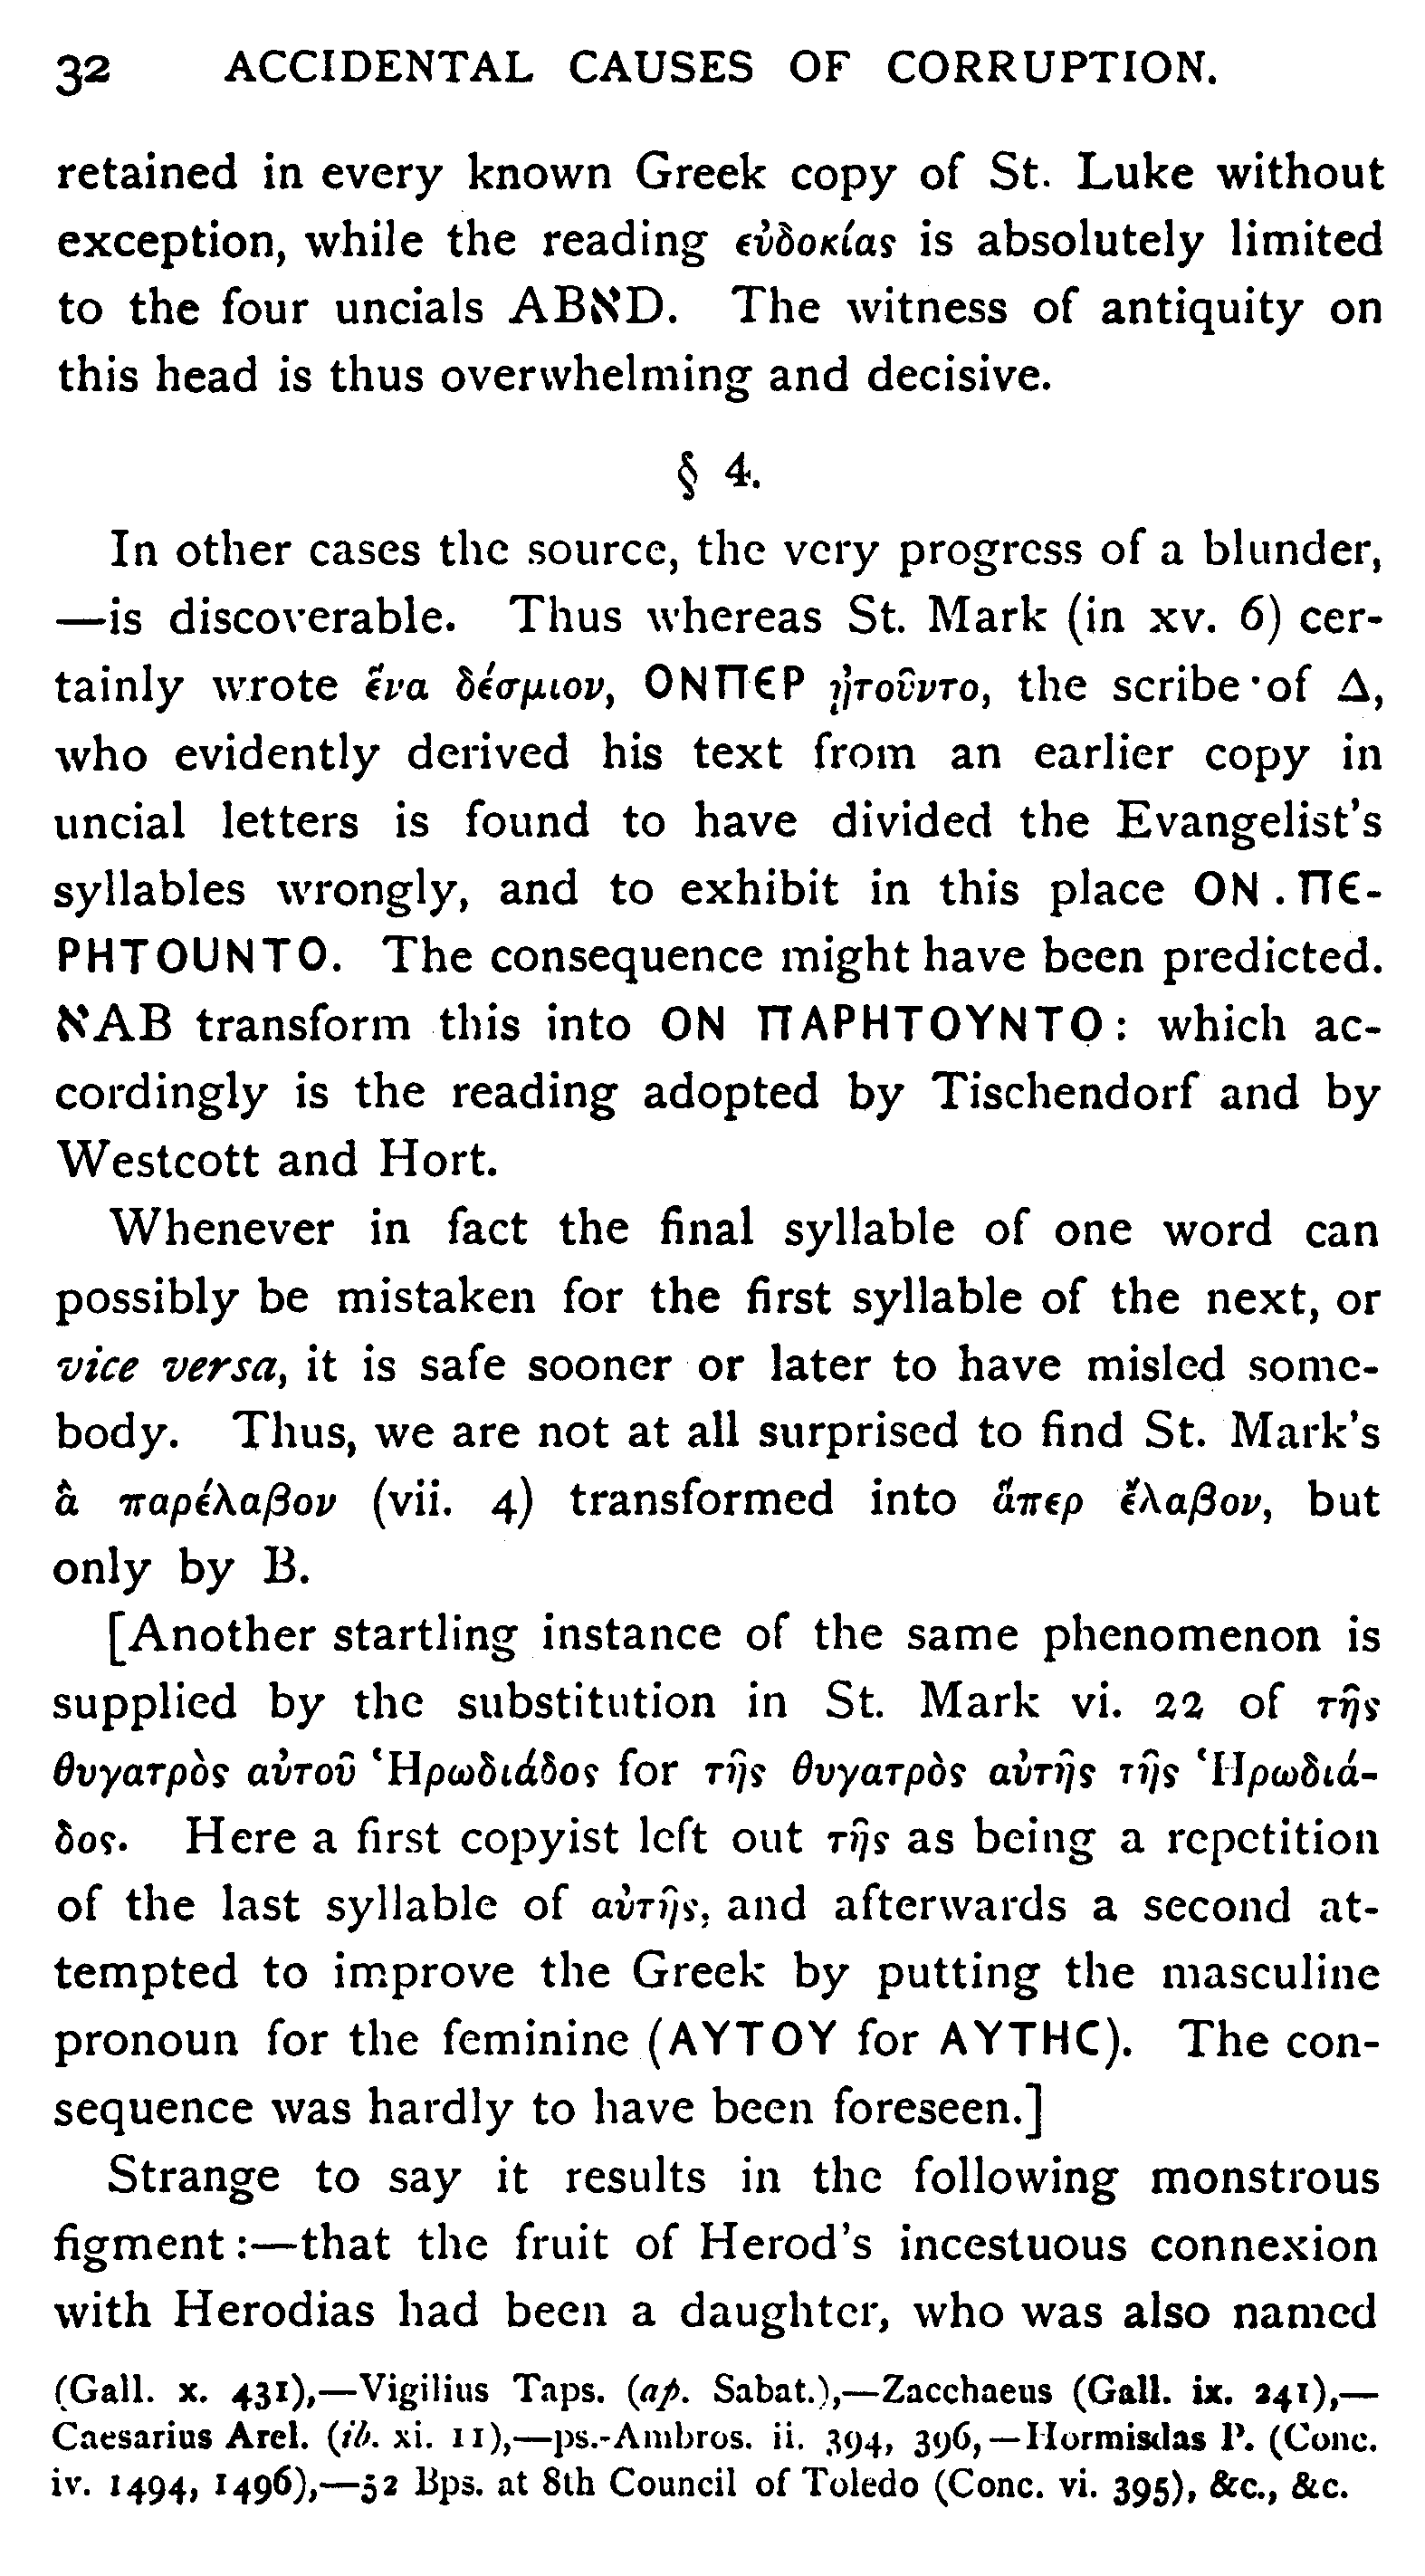 32 ACCIDENTAL CAUSES OF CORRUPTION.
retained in every known Greek copy of St. Luke without
exception, while the reading εὐδοκίας is absolutely limited
to the four uncials ABאD. The witness of antiquity on
this head is thus overwhelming and decisive.
§ 4.
In other cases the source, the very progress of a blunder,
—is discoverable. Thus whereas St. Mark (in xv. 6) cer-
tainly wrote ἕνα δέσμιον, ΟΝΠЄΡ ᾐτοῦντο, the scribe of Δ,
who evidently derived his text from an earlier copy in
uncial letters is found to have divided the Evangelist's
syllables wrongly, and to exhibit in this place ΟΝ . ΠЄ-
ΡΗΤΟUΝΤΟ. The consequence might have been predicted.
אAB transform this into ΟΝ ΠΑΡΗΤΟΥΝΤΟ: which ac-
cordingly is the reading adopted by Tischendorf and by
Westcott and Hort.
Whenever in fact the final syllable of one word can
possibly be mistaken for the first syllable of the next, or
vice versa, it is safe sooner or later to have misled some-
body. Thus, we are not at all surprised to find St. Mark's
ἃ παρέλαβον (vii. 4) transformed into ἅπερ ἔλαβον, but
only by B.
[Another startling instance of the same phenomenon is
supplied by the substitution in St. Mark vi. 22 of τῆς
θυγατρὸς αὐτοῦ Ἡρωδιάδος for τῆς θυγατρὸς αὐτῆς τῆς Ἡρωδιά-
δος. Here a first copyist left out τῆς as being a repetition
of the last syllable of αὐτῆς, and afterwards a second at-
tempted to improve the Greek by putting the masculine
pronoun for the feminine (ΑΥΤΟΥ for ΑΥΤΗC). The con-
sequence was hardly to have been foreseen.]
Strange to say it results in the following monstrous
figment:—that the fruit of Herod's incestuous connexion
with Herodias had been a daughter, who was also named
(Gall. x. 431),—Vigilius Taps. (ap. Sabat.),—Zacchaeus (Gall. ix. 241),—
Caesarius Arel. (ib. xi. 11),—ps.-Ambros. ii. 394, 396,—Hormisdas P. (Conc.
iv. 1494, 1496),—52 Bps. at 8th Council of Toledo (Conc. vi. 395), &c., &c.